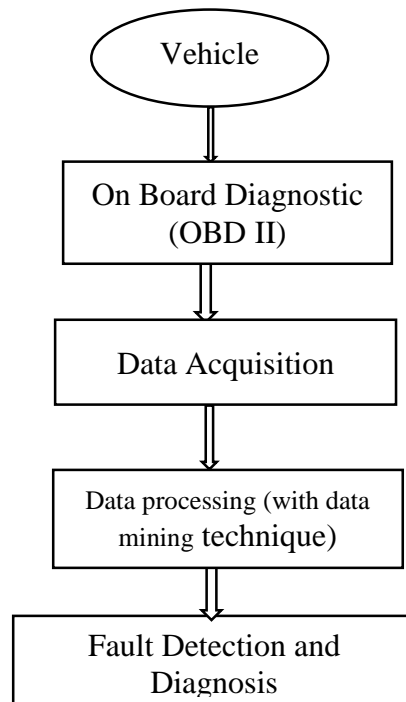 Vehicle
On Board Diagnostic
(OBD II)
Data Acquisition
Data processing (with data
mining technique)
Fault Detection and
Diagnosis